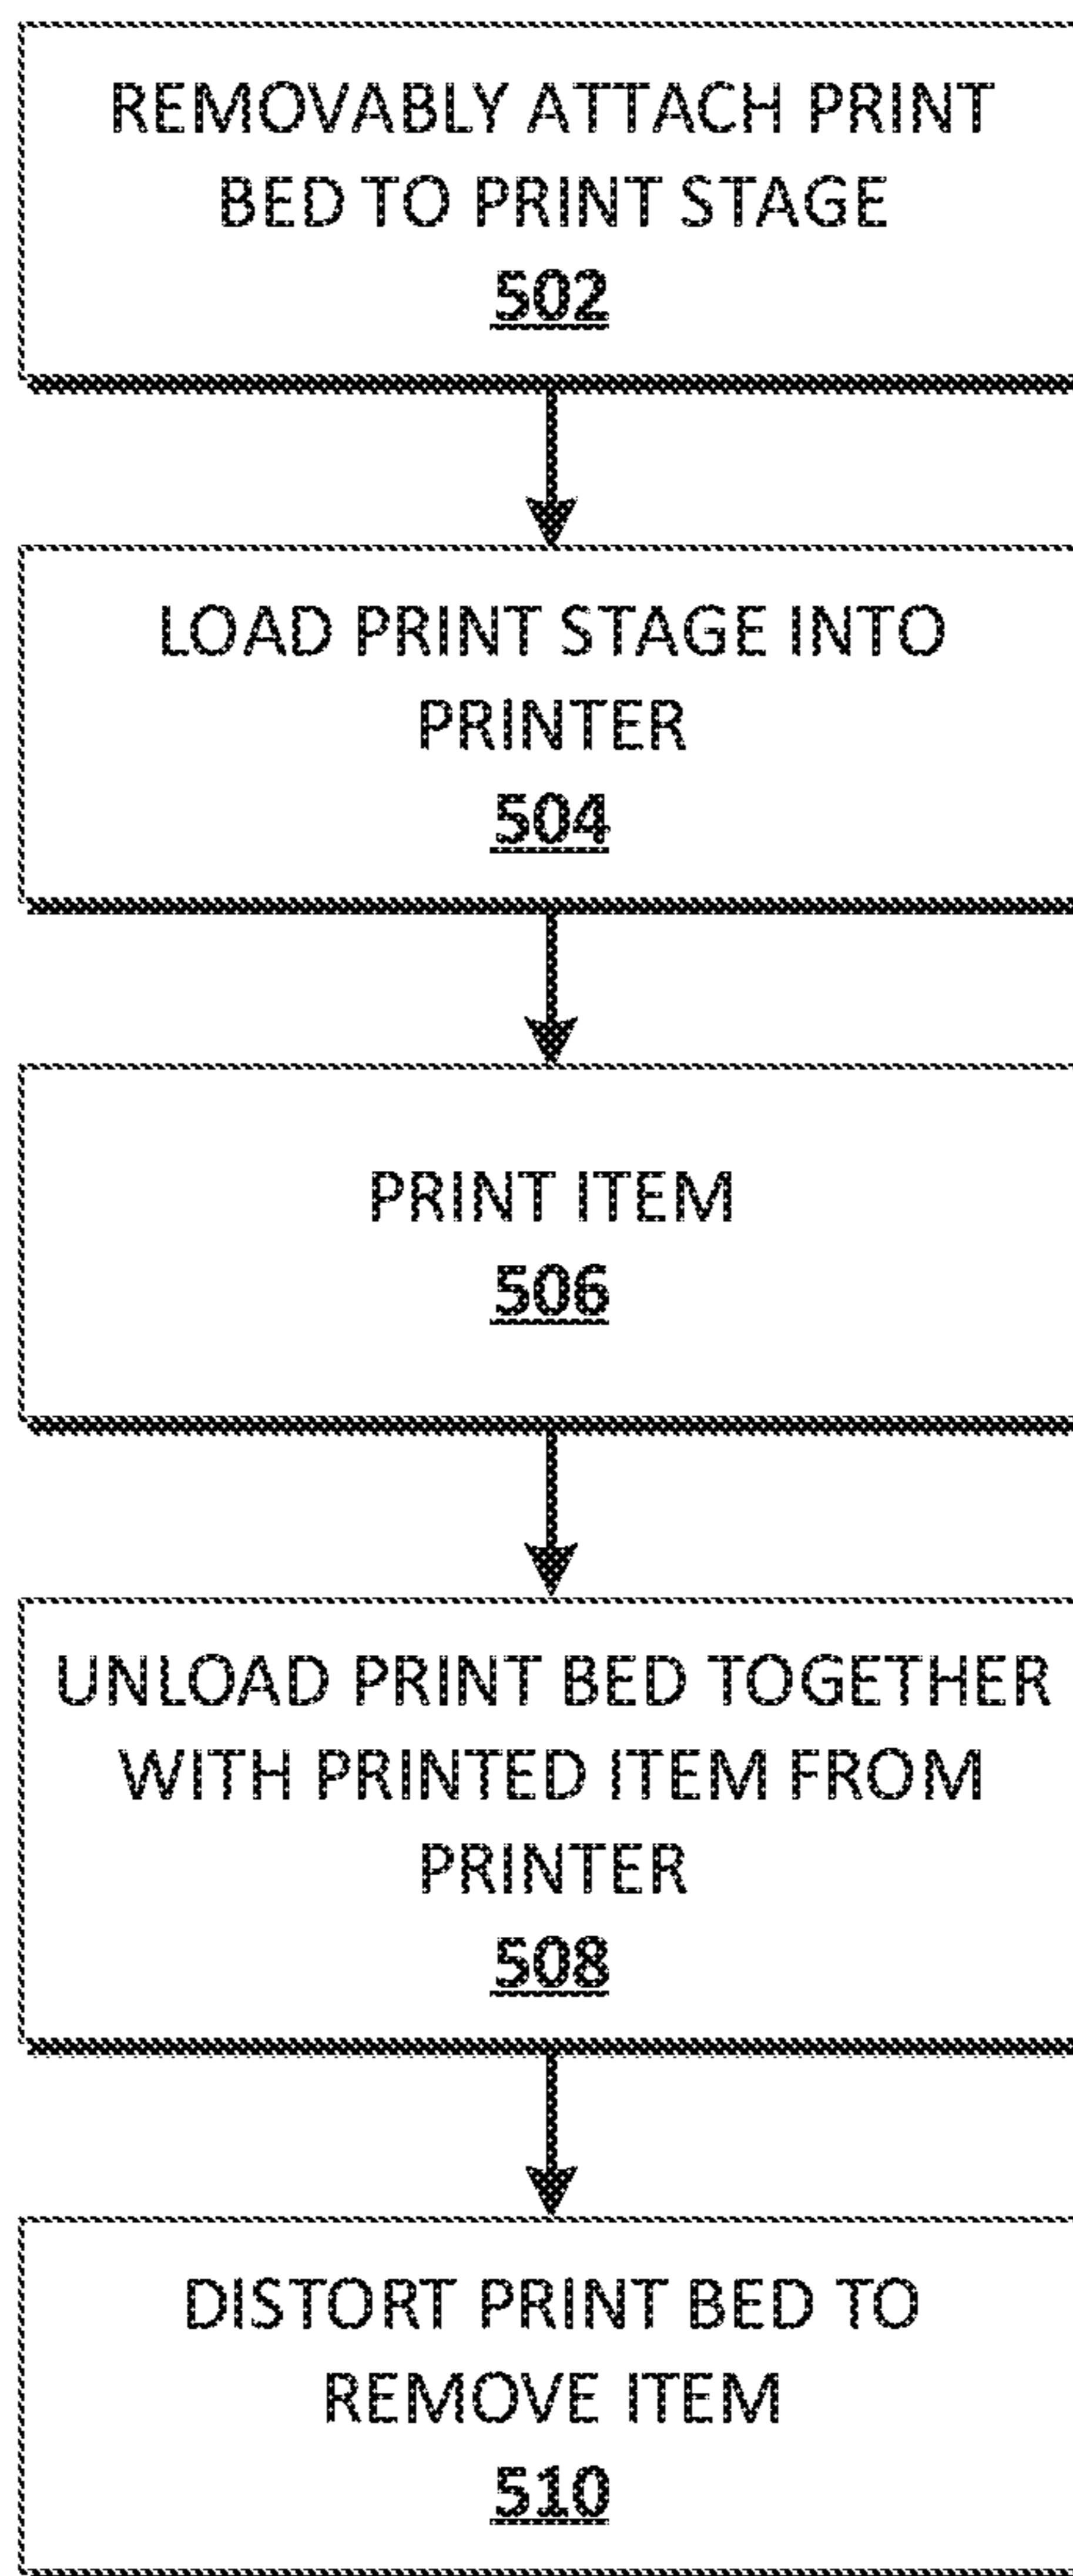 REMOVABLY ATTACH PRINT
BED TO PRINT STAGE
502
LOAD PRINT STAGE INTO
PRINTER
504
PRINT ITEM
506
UNLOAD PRINT BED TOGETHER
WITH PRINTED ITEM FROM
PRINTER
508
DISTORT PRINT BED TO
REMOVE ITEM
510